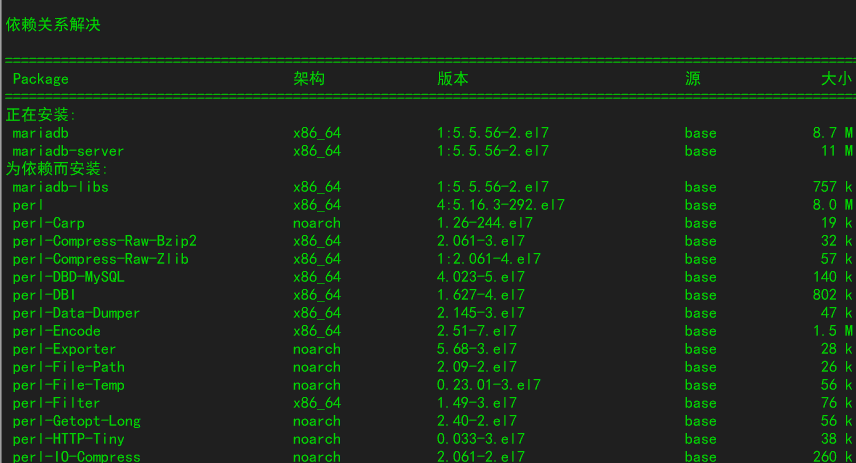 依赖关系解决
================================================================================
Package 架构 版本 源 大小
================================================================================
正在安装:
mariadb x86_64 1:5.5.56-2.el7 base 8.7 M
mariadb-server x86_64 1:5.5.56-2.el7 base 11 M
为依赖而安装:
mariadb-libs x86_64 1:5.5.56-2.el7 base 757 k
perl x86_64 4:5.16.3-292.el7 base 8.0 M
perl-Carp noarch 1.26-244.el7 base 19 k
perl-Compress-Raw-Bzip2 x86_64 2.061-3.el7 base 32 k
perl-Compress-Raw-Zlib x86_64 1:2.061-4.el7 base 57 k
perl-DBD-MySQL x86_64 4.023-5.el7 base 140 k
perl-DBI x86_64 1.627-4.el7 base 802 k
perl-Data-Dumper x86_64 2.145-3.el7 base 47 k
perl-Encode x86_64 2.51-7.el7 base 1.5 M
perl-Exporter noarch 5.68-3.el7 base 28 k
perl-File-Path noarch 2.09-2.el7 base 26 k
perl-File-Temp noarch 0.23.01-3.el7 base 56 k
perl-Filter x86_64 1.49-3.el7 base 76 k
perl-Getopt-Long noarch 2.40-2.el7 base 56 k
perl-HTTP-Tiny noarch 0.033-3.el7 base 38 k
perl-IO-Compress noarch 2.061-2.el7 base 260 k